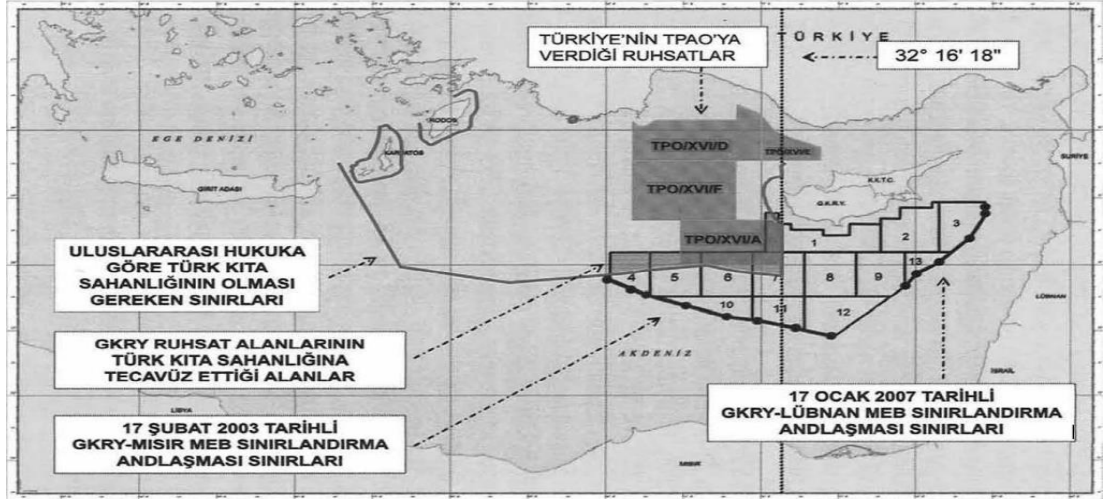 TÜRKİYE'NİN TPAO'YA
VERDİĞİ RUHSATLAR
TÜRKİYE
32° 16' 18"
EGE DENİZİ
RODOS
KARPATOS
GİRİT ADASI
TPO/XVI/D
TPO/XVI/E
TPO/XVI/F
TPO/XVI/A
SURİYE
K.K.T.C.
G.K.R.Y.
1
2
3
4
5
6
7
8
9
13
10
11
12
LÜBNAN
ULUSLARARASI HUKUKA
GÖRE TÜRK KITA
SAHANLIĞININ OLMASI
GEREKEN SINIRLARI
GKRY RUHSAT ALANLARININ
TÜRK KITA SAHANLIĞINA
TECAVÜZ ETTİĞİ ALANLAR
AKDENİZ
İSRAİL
LİBYA
17 ŞUBAT 2003 TARİHLİ
GKRY-MISIR MEB SINIRLANDIRMA
ANDLAŞMASI SINIRLARI
17 OCAK 2007 TARİHLİ
GKRY-LÜBNAN MEB SINIRLANDIRMA
ANDLAŞMASI SINIRLARI
MISIR